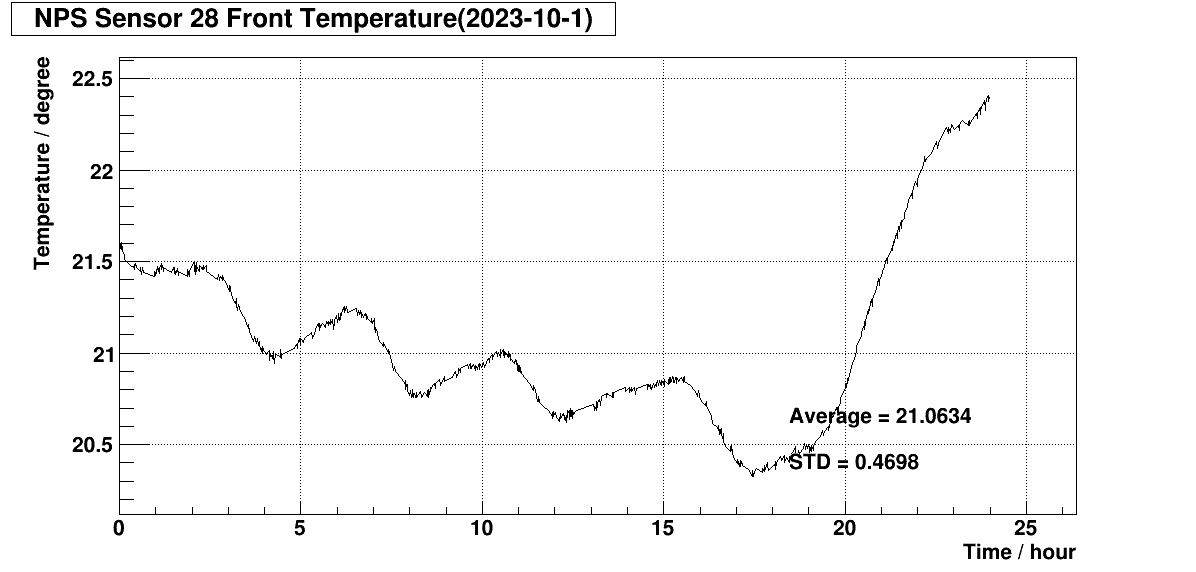 NPS Sensor 28 Front Temperature(2023-10-1)
Temperature / degree
22.5
22
21.5
21
20.5
Average = 21.0634
STD = 0.4698
0 5 10 15 20 25
Time / hour